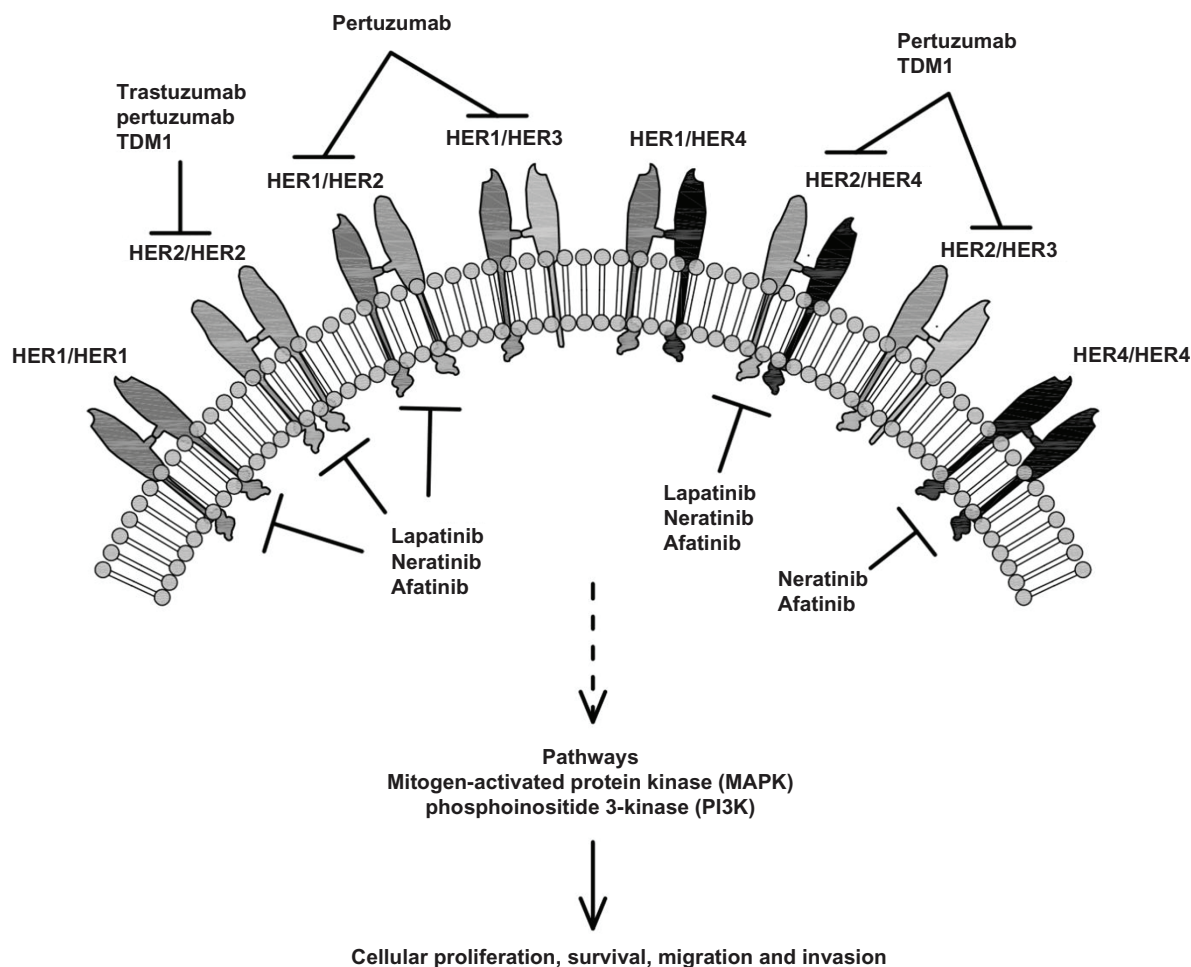 Pertuzumab
Pertuzumab
TDM1
Trastuzumab
pertuzumab
TDM1
HER1/HER3
HER1/HER4
HER1/HER2
HER2/HER4
HER2/HER2
HER2/HER3
HER1/HER1
HER4/HER4
Lapatinib
Neratinib
Afatinib
Lapatinib
Neratinib
Afatinib
Neratinib
Afatinib
Pathways
Mitogen-activated protein kinase (MAPK)
phosphoinositide 3-kinase (PI3K)
Cellular proliferation, survival, migration and invasion